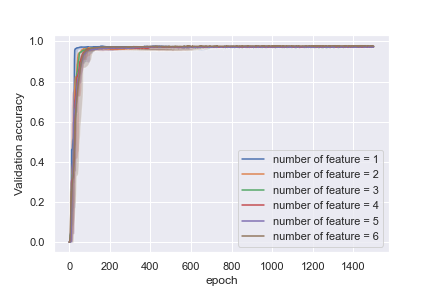 1.0
0.8
0.6
0.4
0.2
0.0
Validation accuracy
number of feature = 1
number of feature = 2
number of feature = 3
number of feature = 4
number of feature = 5
number of feature = 6
0 200 400 600 800 1000 1200 1400
epoch